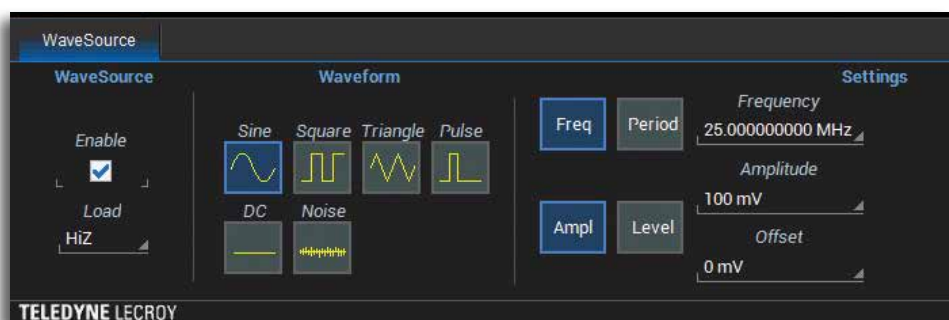 WaveSource
WaveSource
Waveform
Settings
Enable
Load
HiZ
Sine Square Triangle Pulse
DC Noise
Freq Period
Frequency
25.000000000 MHz
Amplitude
100 mV
Ampl Level
Offset
0 mV
TELEDYNE LECROY